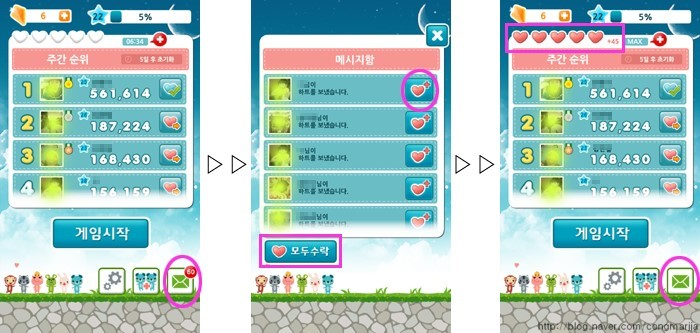 6
22
5%
06:34
주간 순위
5일 후 초기화
1
561,614
2
187,224
3
168,430
4
156,159
게임시작
60
메시지함
님이
하트를 보냈습니다.
님이
하트를 보냈습니다.
님이
하트를 보냈습니다.
님이
하트를 보냈습니다.
님이
하트를 보냈습니다.
모두수락
6
22
5%
+45
MAX
주간 순위
5일 후 초기화
1
561,614
2
187,224
3
168,430
4
156,159
게임시작